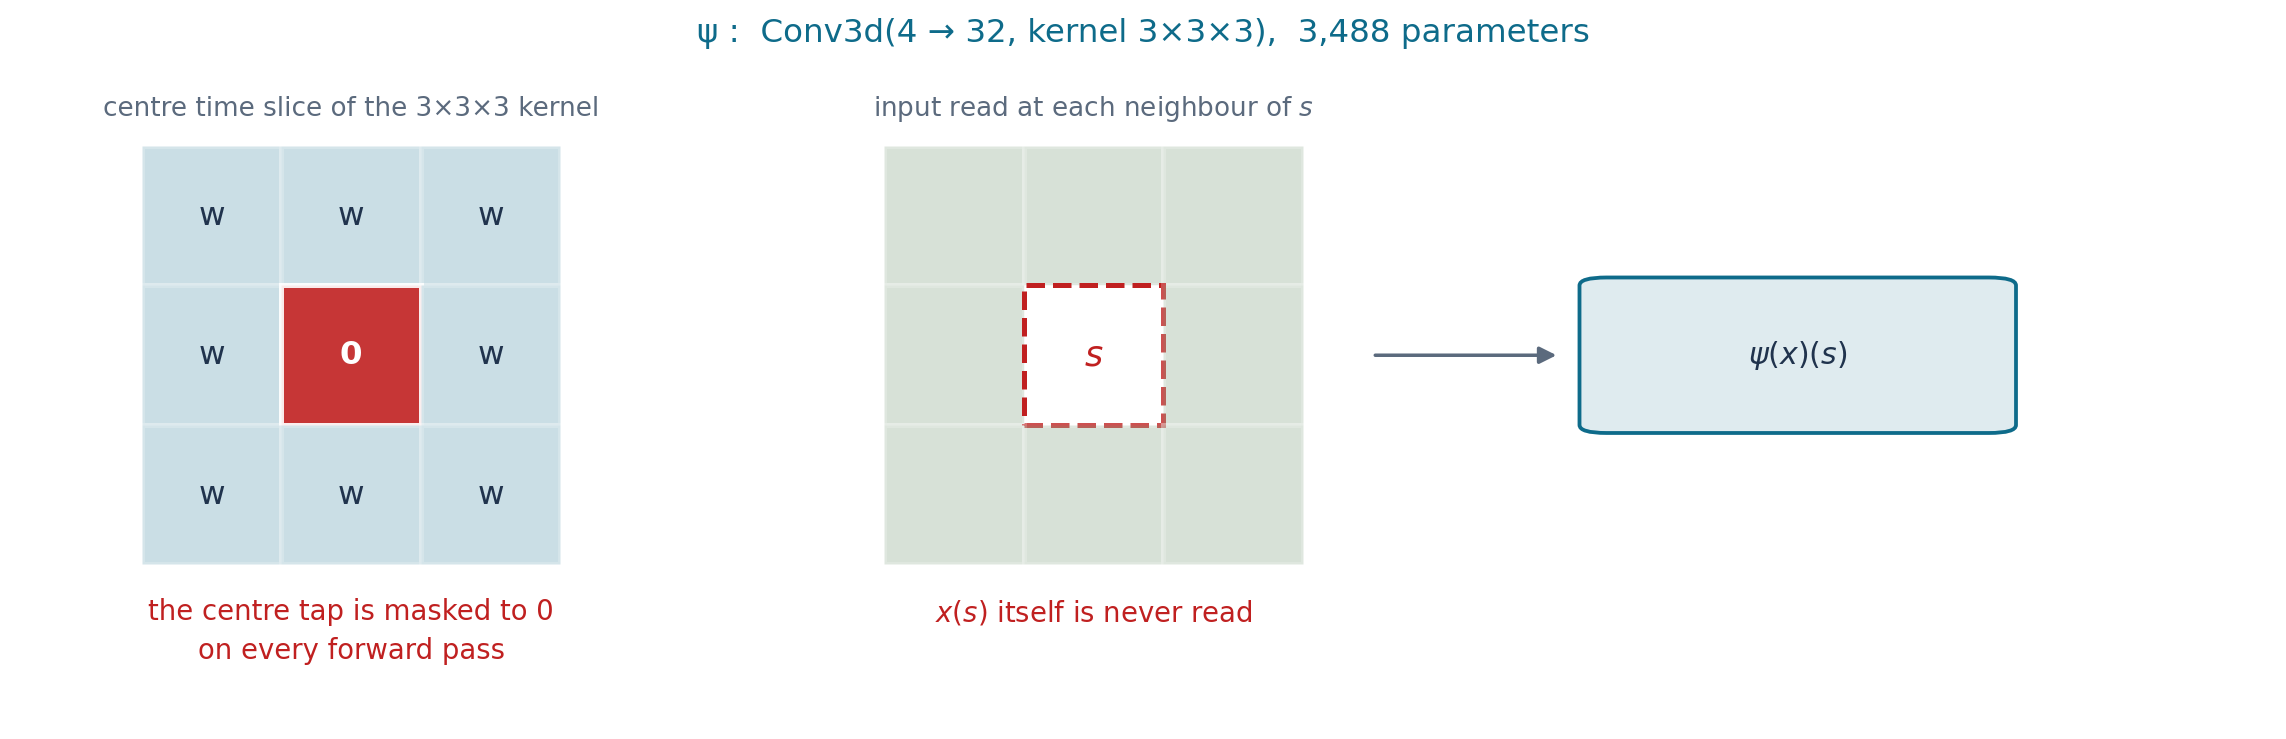 ψ :  Conv3d(4 → 32, kernel 3×3×3),  3,488 parameters
centre time slice of the 3×3×3 kernel
w w w
w 0 w
w w w
the centre tap is masked to 0
on every forward pass
input read at each neighbour of s
s
x(s) itself is never read
ψ(x)(s)